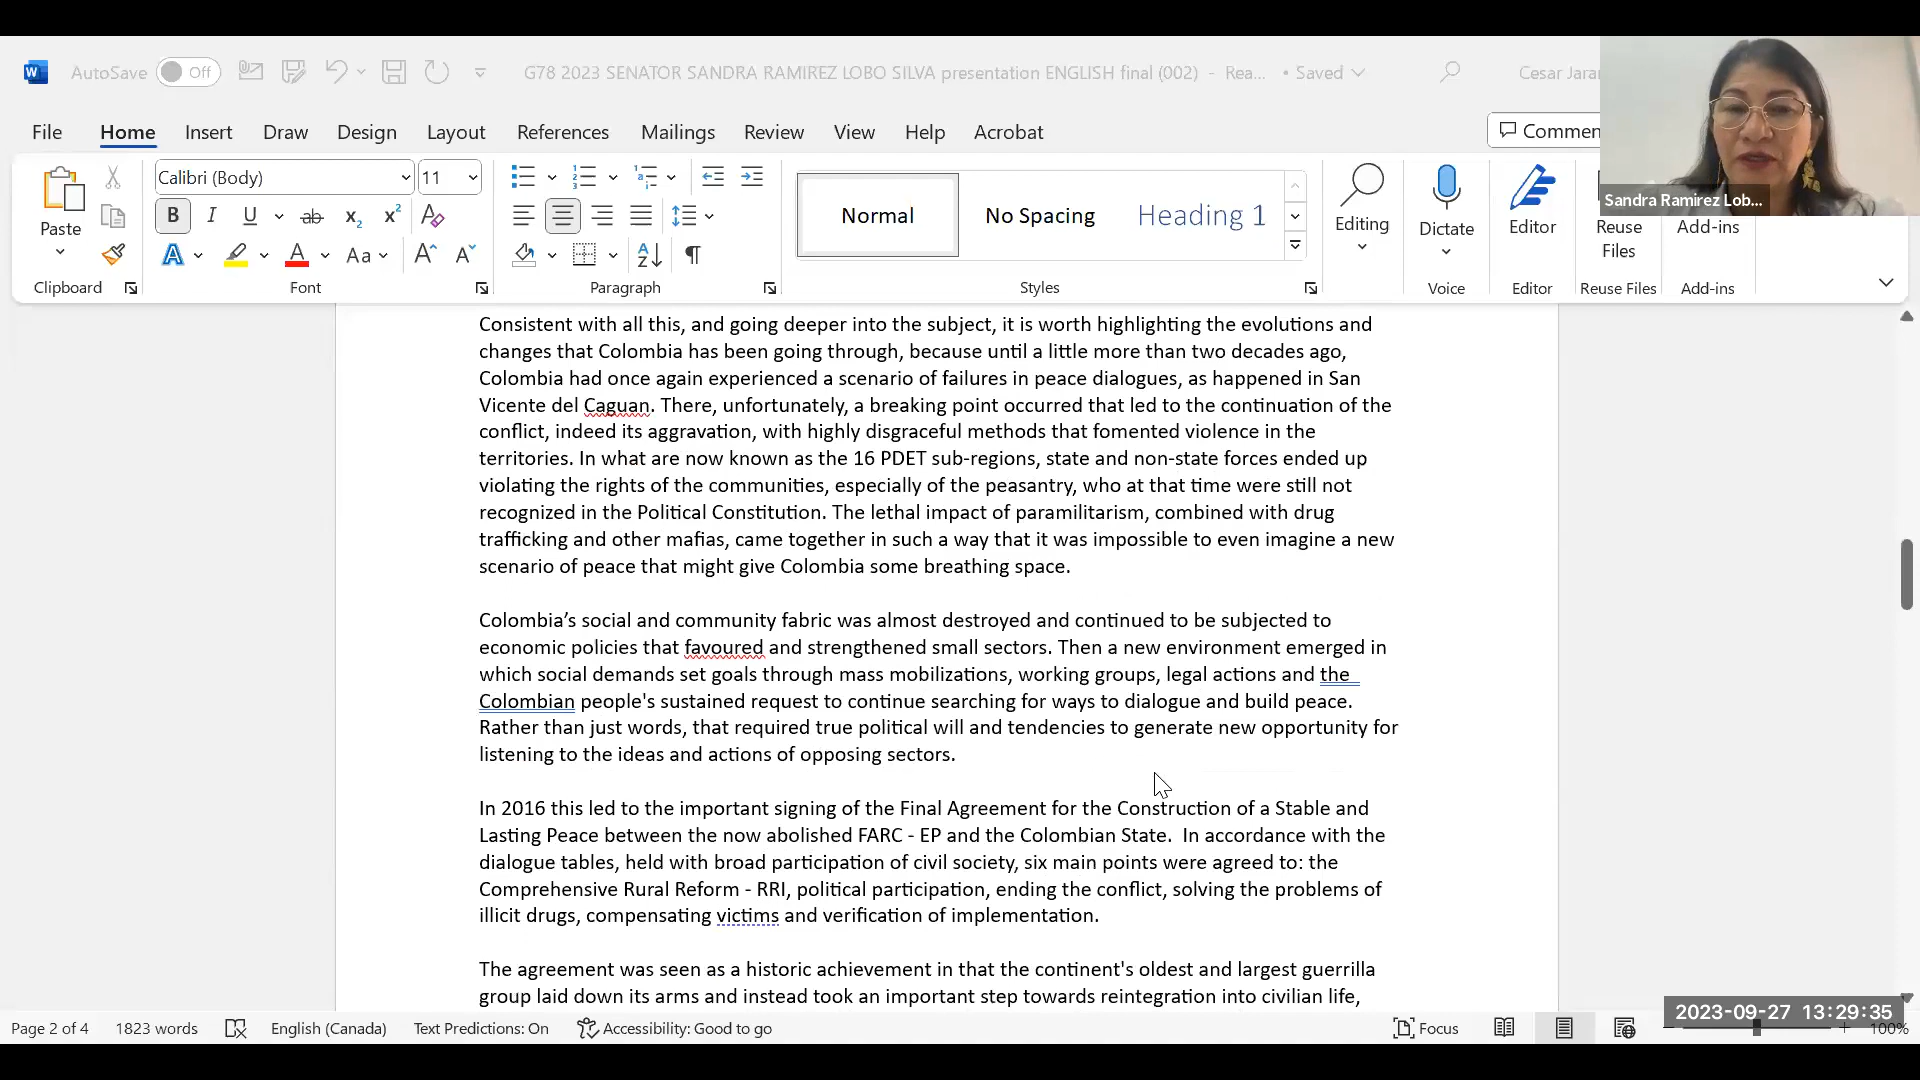 AutoSave Off G78 2023 SENATOR SANDRA RAMIREZ LOBO SILVA presentation ENGLISH final (002) - Rea... • Saved Cesar Jarar
File Home Insert Draw Design Layout References Mailings Review View Help Acrobat Commen
Sandra Ramirez Lob...
Calibri (Body) 11
Paste
Normal No Spacing Heading 1
Editing Dictate Editor Reuse Files Add-ins
Clipboard Font Paragraph Styles Voice Editor Reuse Files Add-ins
Consistent with all this, and going deeper into the subject, it is worth highlighting the evolutions and
changes that Colombia has been going through, because until a little more than two decades ago,
Colombia had once again experienced a scenario of failures in peace dialogues, as happened in San
Vicente del Caguan. There, unfortunately, a breaking point occurred that led to the continuation of the
conflict, indeed its aggravation, with highly disgraceful methods that fomented violence in the
territories. In what are now known as the 16 PDET sub-regions, state and non-state forces ended up
violating the rights of the communities, especially of the peasantry, who at that time were still not
recognized in the Political Constitution. The lethal impact of paramilitarism, combined with drug
trafficking and other mafias, came together in such a way that it was impossible to even imagine a new
scenario of peace that might give Colombia some breathing space.
Colombia’s social and community fabric was almost destroyed and continued to be subjected to
economic policies that favoured and strengthened small sectors. Then a new environment emerged in
which social demands set goals through mass mobilizations, working groups, legal actions and the
Colombian people's sustained request to continue searching for ways to dialogue and build peace.
Rather than just words, that required true political will and tendencies to generate new opportunity for
listening to the ideas and actions of opposing sectors.
In 2016 this led to the important signing of the Final Agreement for the Construction of a Stable and
Lasting Peace between the now abolished FARC - EP and the Colombian State.  In accordance with the
dialogue tables, held with broad participation of civil society, six main points were agreed to: the
Comprehensive Rural Reform - RRI, political participation, ending the conflict, solving the problems of
illicit drugs, compensating victims and verification of implementation.
The agreement was seen as a historic achievement in that the continent's oldest and largest guerrilla
group laid down its arms and instead took an important step towards reintegration into civilian life,
2023-09-27 13:29:35
Page 2 of 4 1823 words English (Canada) Text Predictions: On Accessibility: Good to go Focus 100%